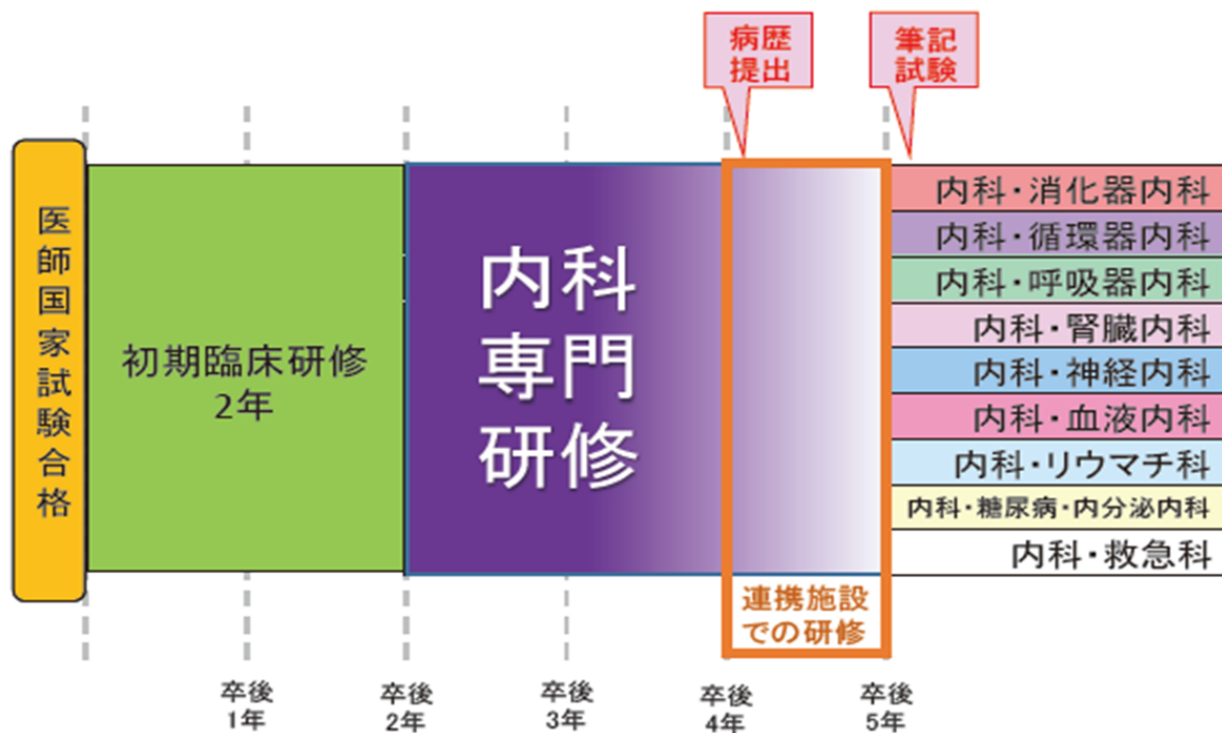 病歴
提出
筆記
試験
医師国家試験合格
初期臨床研修
2年
内科
専門
研修
内科・消化器内科
内科・循環器内科
内科・呼吸器内科
内科・腎臓内科
内科・神経内科
内科・血液内科
内科・リウマチ科
内科・糖尿病・内分泌内科
内科・救急科
連携施設
での研修
卒後
1年
卒後
2年
卒後
3年
卒後
4年
卒後
5年